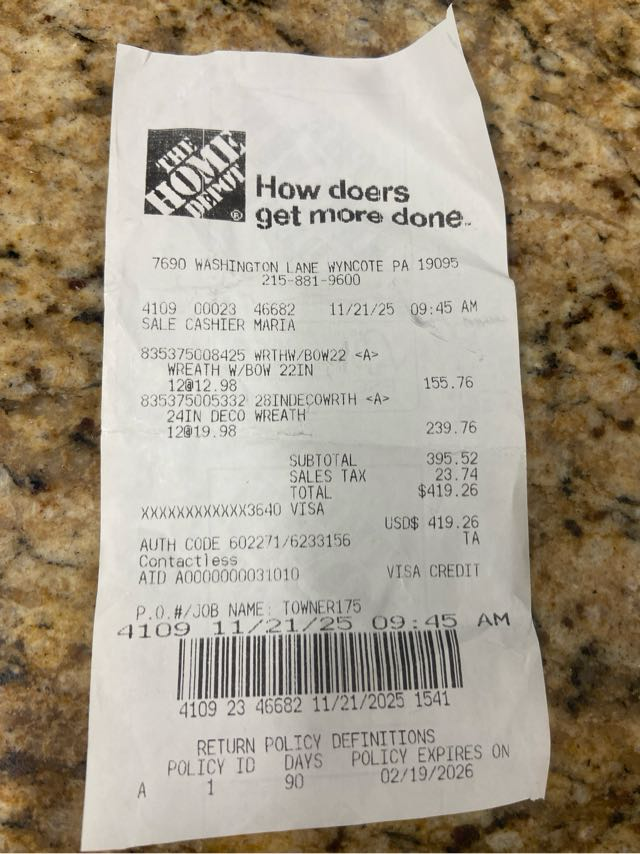 THE
HOME
DEPOT
®
How doers
get more done.
7690 WASHINGTON LANE WYNCOTE PA 19095
215-881-9600
4109 00023 46682 11/21/25 09:45 AM
SALE CASHIER MARIA
835375008425 WRTHW/BOW22 <A>
WREATH W/BOW 22IN
12@12.98 155.76
835375005332 28INDECOWRTH <A>
24IN DECO WREATH
12@19.98 239.76
SUBTOTAL 395.52
SALES TAX 23.74
TOTAL $419.26
XXXXXXXXXXXX3640 VISA
USD$ 419.26
AUTH CODE 602271/6233156 TA
Contactless
AID A0000000031010 VISA CREDIT
P.O.#/JOB NAME: TOWNER175
4109 11/21/25 09:45 AM
4109 23 46682 11/21/2025 1541
RETURN POLICY DEFINITIONS
POLICY ID DAYS POLICY EXPIRES ON
A 1 90 02/19/2026